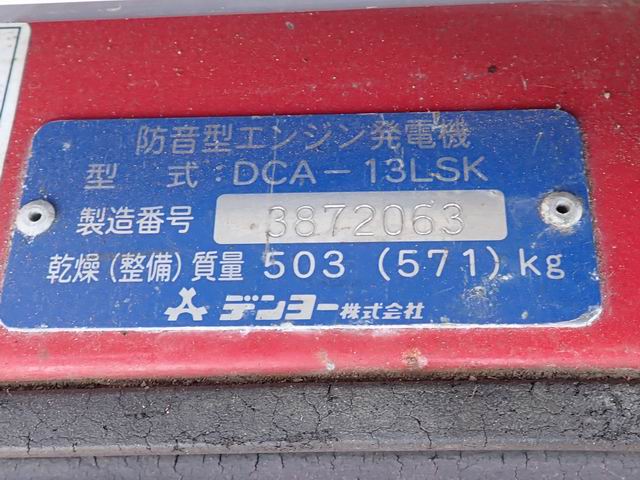 防音型エンジン発電機
型 式:DCA-13LSK
製造番号 3872063
乾燥(整備)質量 503 (571)kg
デンヨー株式会社